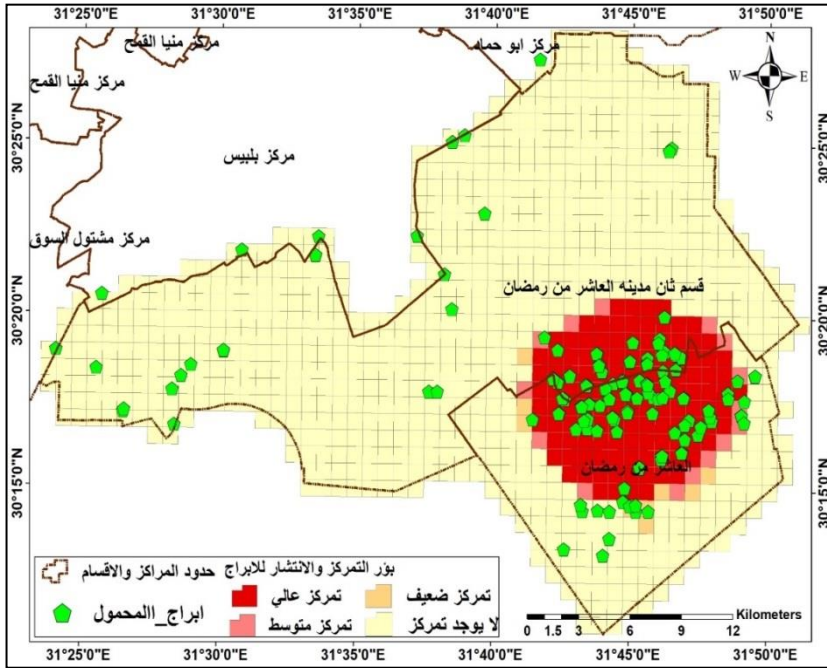 31°25'0"E 31°30'0"E 31°35'0"E 31°40'0"E 31°45'0"E 31°50'0"E
مركز منيا القمح
مركز ابو حماد
N
W E
S
مركز منيا القمح
30°25'0"N 30°25'0"N
مركز بلبيس
مركز مشتول السوق
قسم ثان مدينه العاشر من رمضان
30°20'0"N 30°20'0"N
العاشر من رمضان
30°15'0"N 30°15'0"N
بؤر التمركز والانتشار للابراج
حدود المراكز والاقسام
تمركز عالي
تمركز ضعيف
ابراج_االمحمول
تمركز متوسط
لا يوجد تمركز
Kilometers
0 1.5 3 6 9 12
31°25'0"E 31°30'0"E 31°35'0"E 31°40'0"E 31°45'0"E 31°50'0"E